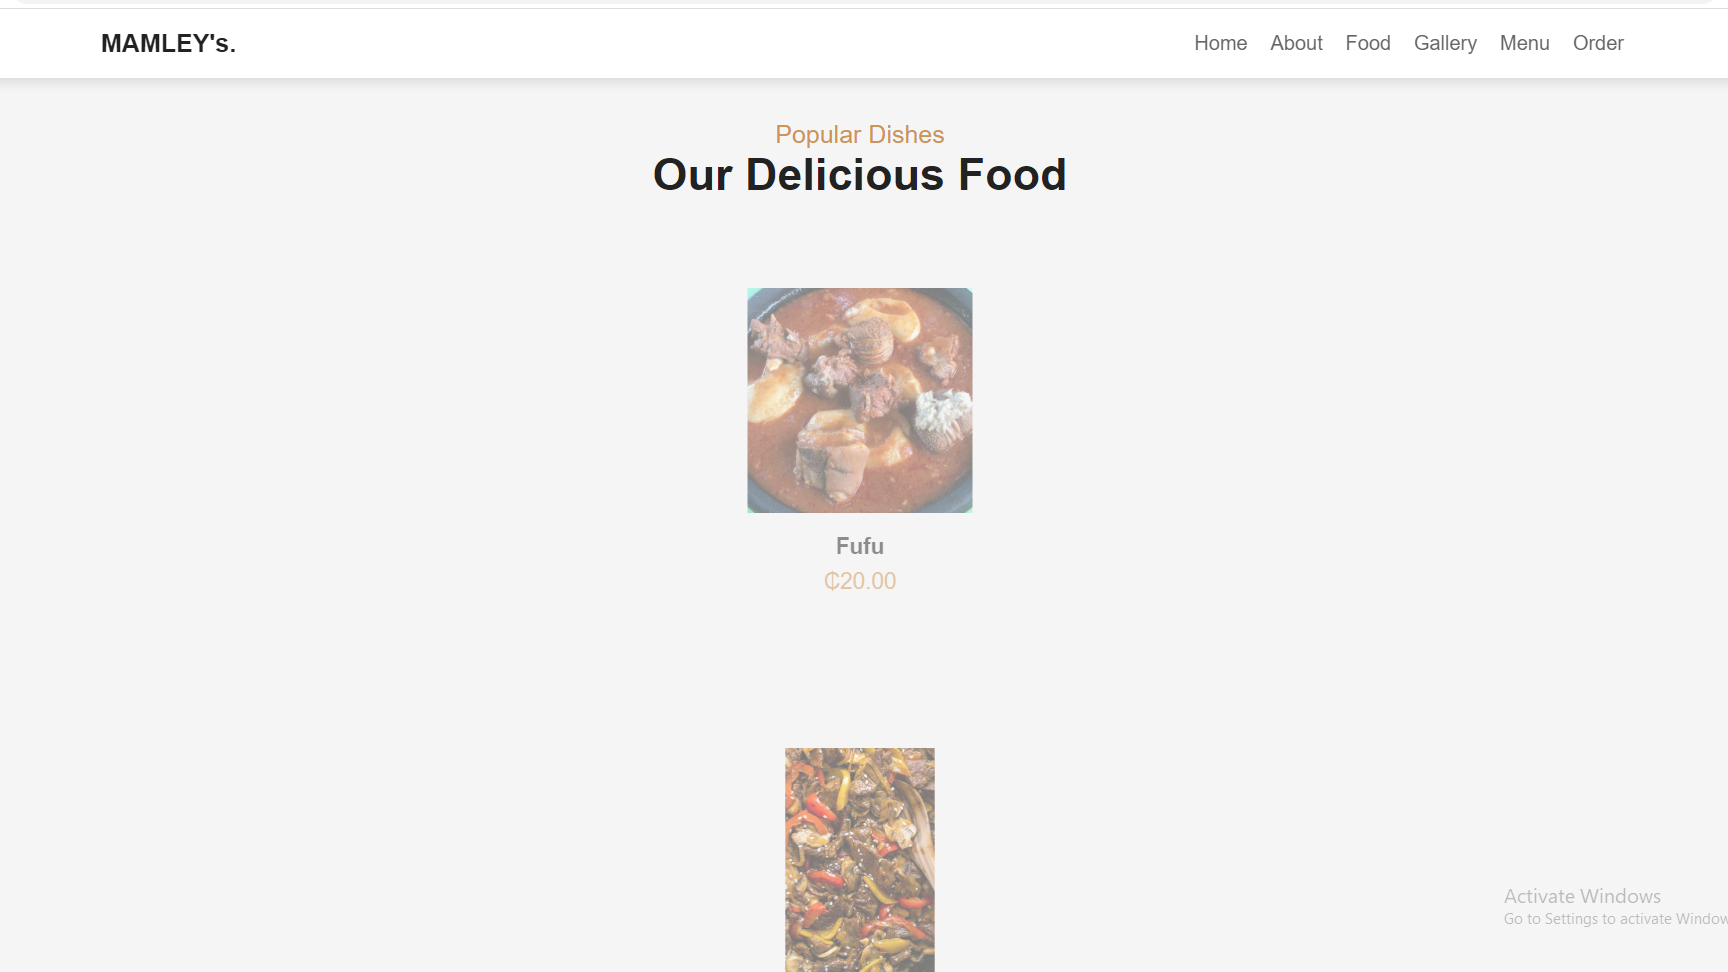 MAMLEY's.
Home About Food Gallery Menu Order
Popular Dishes
Our Delicious Food
Fufu
₵20.00
Activate Windows
Go to Settings to activate Window